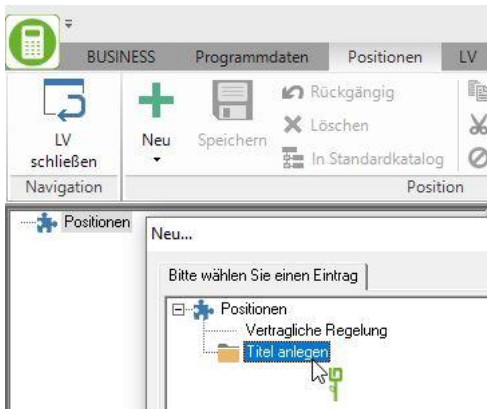 BUSINESS Programmdaten Positionen LV
LV schließen
Neu
Speichern
Rückgängig
Löschen
In Standardkatalog
Navigation
Position
Positionen
Neu...
Bitte wählen Sie einen Eintrag
Positionen
Vertragliche Regelung
Titel anlegen